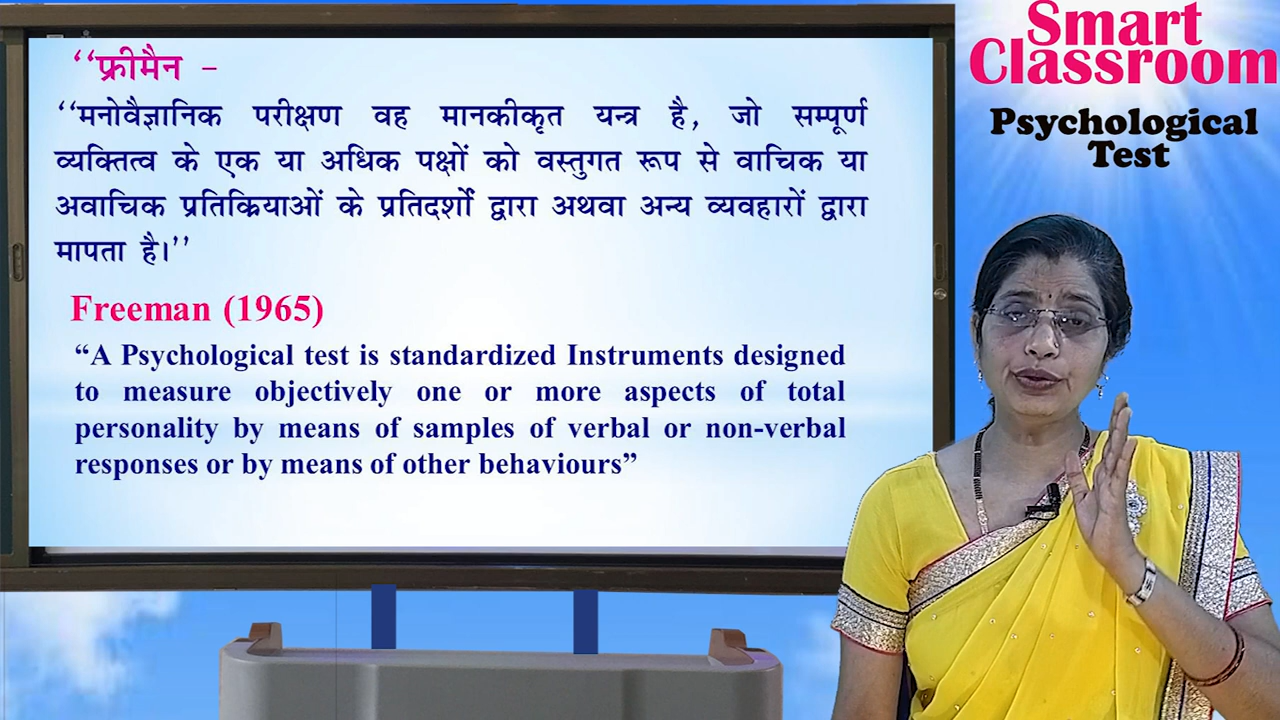 ‘‘फ्रीमैन -
‘‘मनोवैज्ञानिक परीक्षण वह मानकीकृत यन्त्र है, जो सम्पूर्ण
व्यक्तित्व के एक या अधिक पक्षों को वस्तुगत रूप से वाचिक या
अवाचिक प्रतिक्रियाओं के प्रतिदर्शों द्वारा अथवा अन्य व्यवहारों द्वारा
मापता है।’’
Freeman (1965)
“A Psychological test is standardized Instruments designed
to measure objectively one or more aspects of total
personality by means of samples of verbal or non-verbal
responses or by means of other behaviours”
Smart
Classroom
Psychological
Test